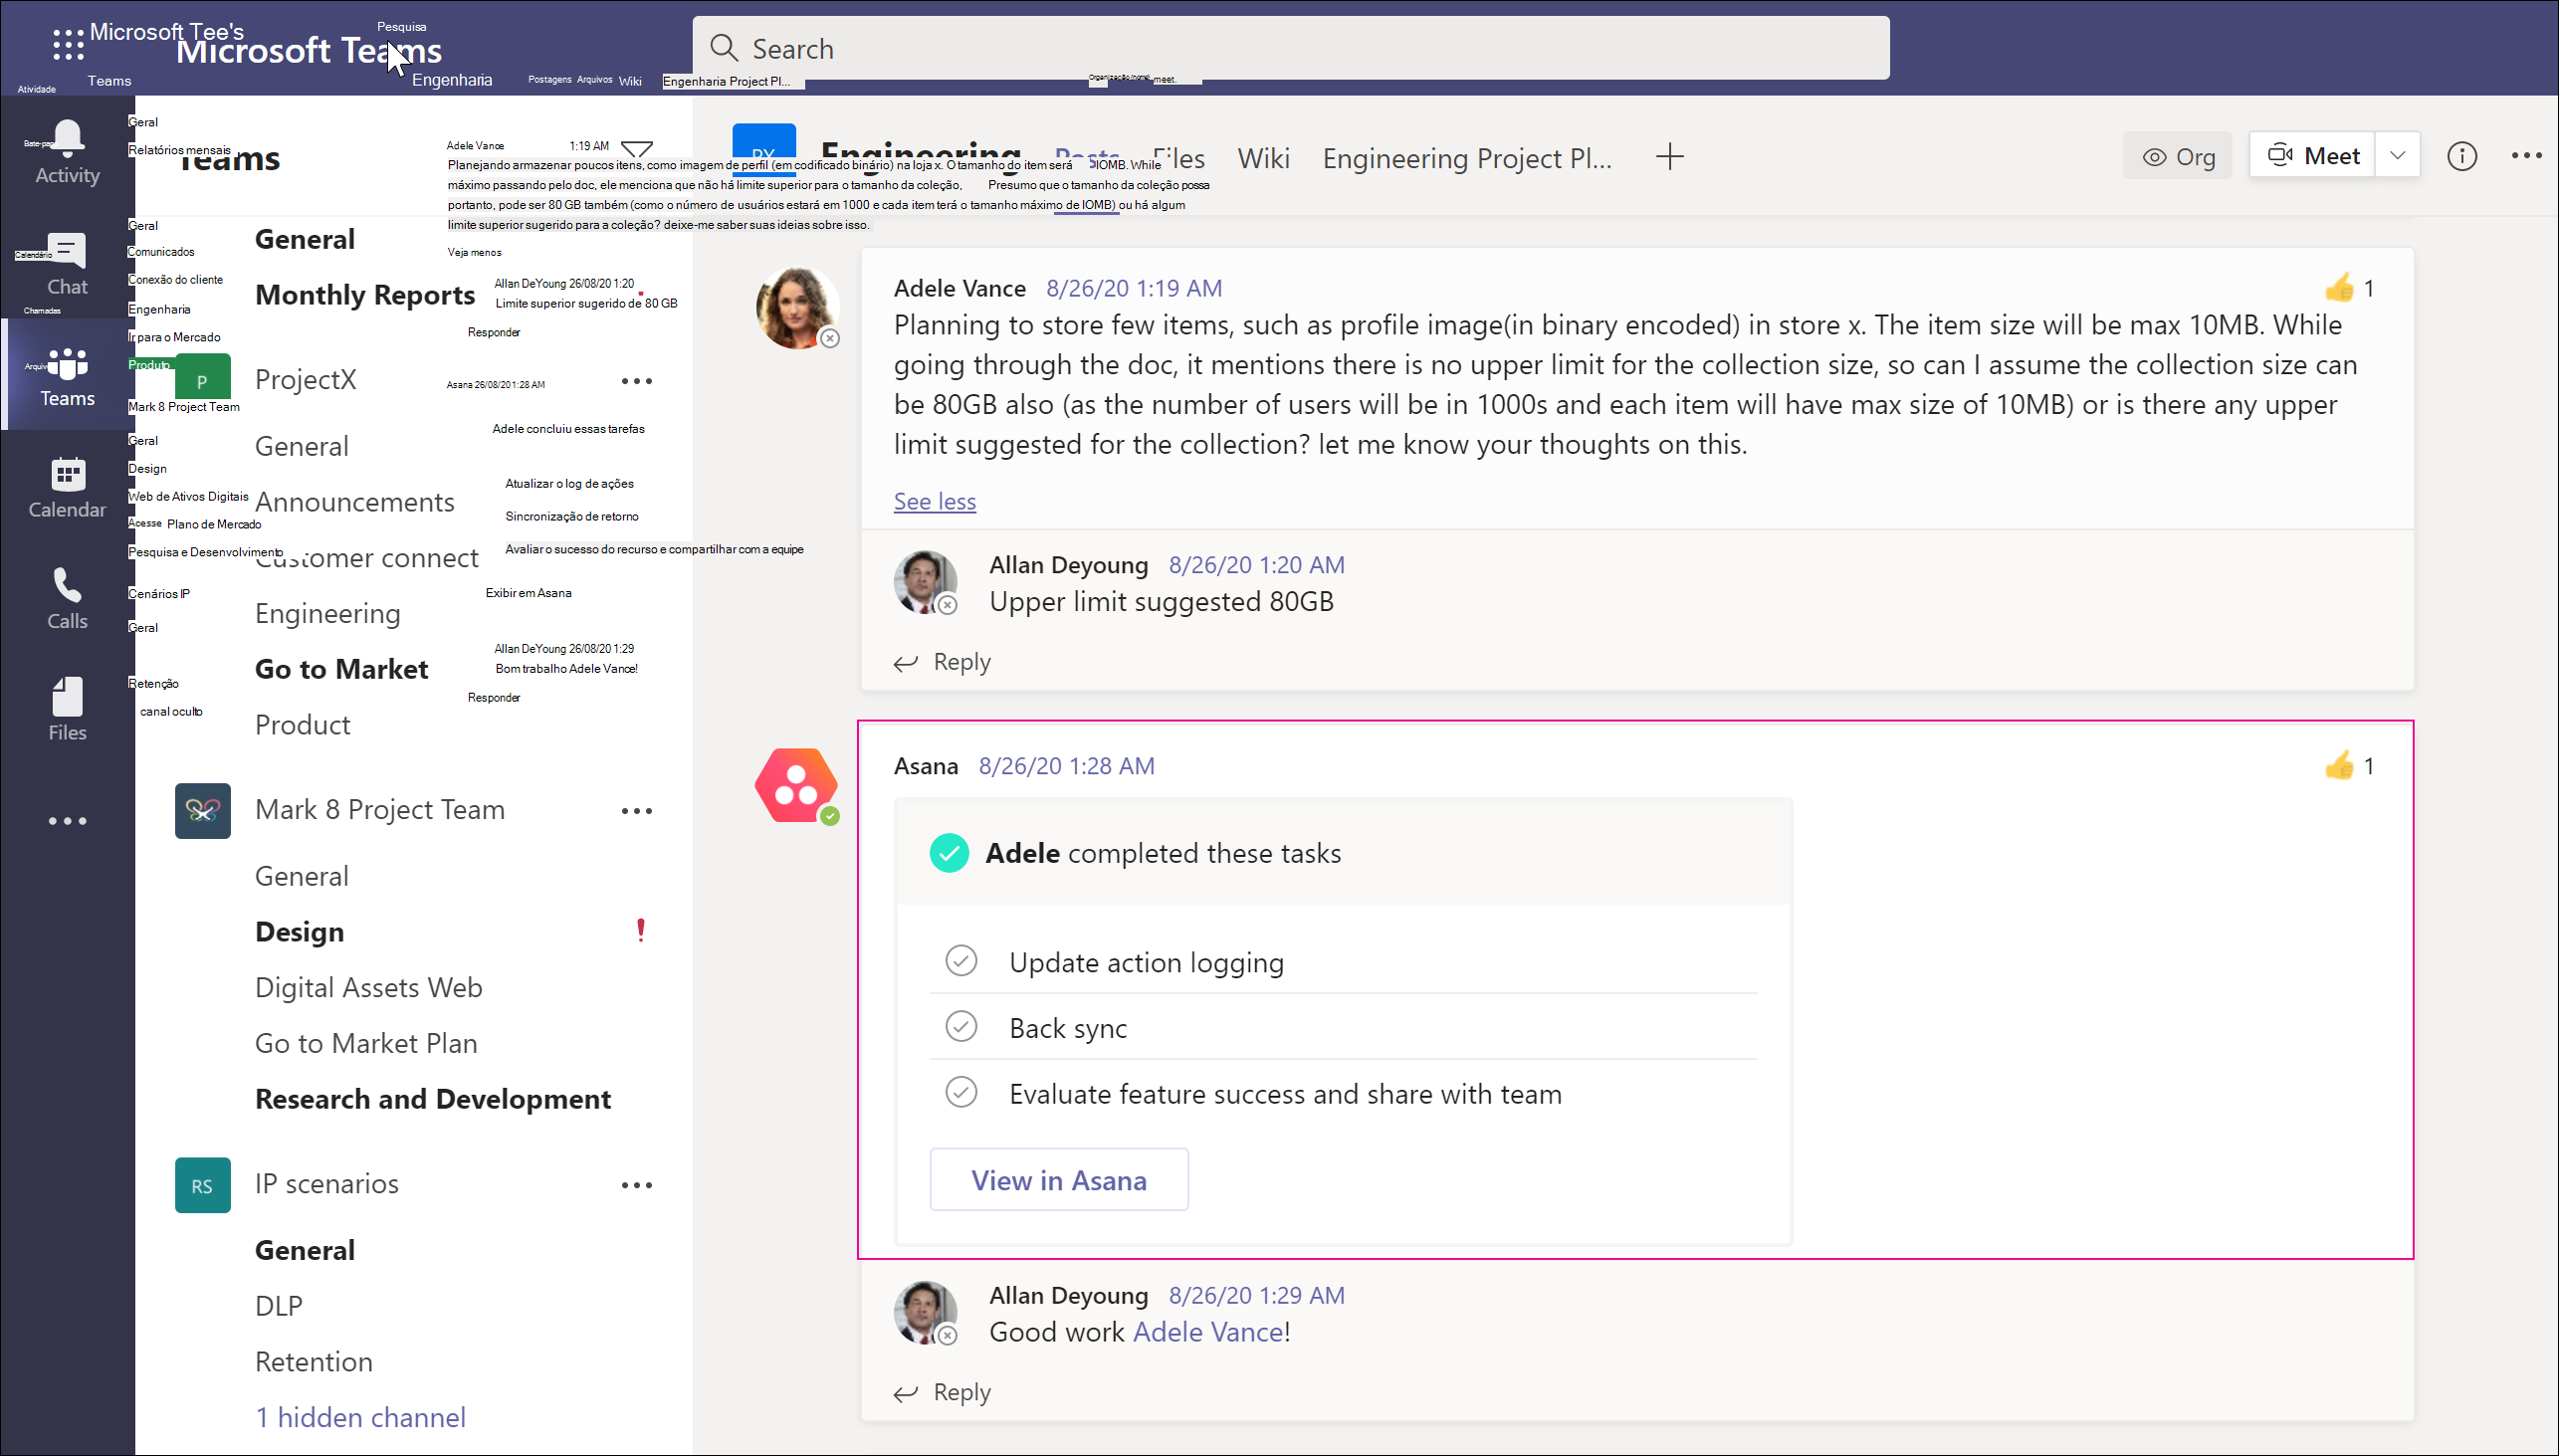 Microsoft Tee's
Pesquisa
Microsoft Teams
Search
Atividade
Teams
Engenharia
Postagens Arquivos Wiki
Engenharia Project Pl...
meet.
Geral
Relatórios mensais
Teams
Activity
Adele Vance 1:19 AM
Planejando armazenar poucos itens, como imagem de perfil (em codificado binário) na loja x. O tamanho do item será IOMB. While
máximo passando pelo doc, ele menciona que não há limite superior para o tamanho da coleção, Presumo que o tamanho da coleção possa
portanto, pode ser 80 GB também (como o número de usuários estará em 1000 e cada item terá o tamanho máximo de IOMB) ou há algum
limite superior sugerido para a coleção? deixe-me saber suas ideias sobre isso.
Veja menos
Engineering Posts Files Wiki Engineering Project Pl...
Org
Meet
Geral
Comunicados
Calendário
Conexão do cliente
Chat
Chamadas
Engenharia
Ir para o Mercado
Produto
Teams
Mark 8 Project Team
Geral
Design
Web de Ativos Digitais
Acesse Plano de Mercado
Pesquisa e Desenvolvimento
Cenários IP
Geral
Retenção
canal oculto
Calendar
Calls
Files
General
Monthly Reports
Allan DeYoung 26/08/20 1:20
Limite superior sugerido de 80 GB
Responder
P
ProjectX
Asana 26/08/20 1:28 AM
Adele concluiu essas tarefas
General
Atualizar o log de ações
Announcements
Sincronização de retorno
Avaliar o sucesso do recurso e compartilhar com a equipe
Customer connect
Exibir em Asana
Engineering
Allan DeYoung 26/08/20 1:29
Bom trabalho Adele Vance!
Go to Market
Responder
Product
Mark 8 Project Team
General
Design
Digital Assets Web
Go to Market Plan
Research and Development
RS
IP scenarios
General
DLP
Retention
1 hidden channel
Adele Vance 8/26/20 1:19 AM
1
Planning to store few items, such as profile image(in binary encoded) in store x. The item size will be max 10MB. While
going through the doc, it mentions there is no upper limit for the collection size, so can I assume the collection size can
be 80GB also (as the number of users will be in 1000s and each item will have max size of 10MB) or is there any upper
limit suggested for the collection? let me know your thoughts on this.
See less
Allan Deyoung 8/26/20 1:20 AM
Upper limit suggested 80GB
Reply
Asana 8/26/20 1:28 AM
1
Adele completed these tasks
Update action logging
Back sync
Evaluate feature success and share with team
View in Asana
Allan Deyoung 8/26/20 1:29 AM
Good work Adele Vance!
Reply